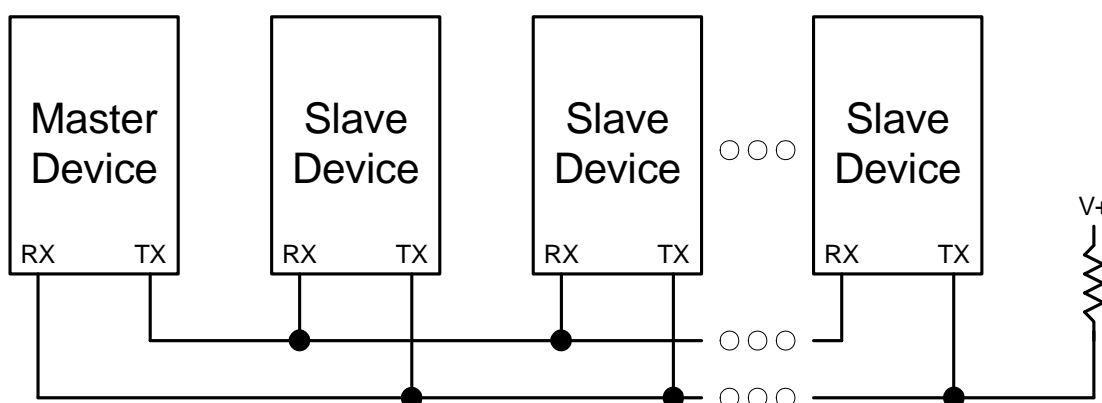 Master
Device
Slave
Device
Slave
Device
Slave
Device
RX TX
RX TX
RX TX
RX TX
V+